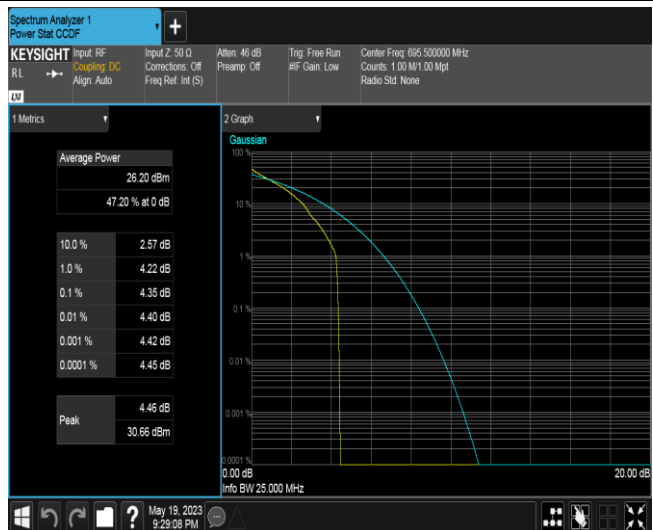 Spectrum Analyzer 1
Power Stat CCDF
+
KEYSIGHT
RL
LXI
Input: RF
Coupling: DC
Align: Auto
Input Z: 50 Ω
Corrections: Off
Freq Ref: Int (S)
Atten: 46 dB
Preamp: Off
Trig: Free Run
#IF Gain: Low
Center Freq: 695.500000 MHz
Counts: 1.00 M/1.00 Mpt
Radio Std: None
1 Metrics
Average Power
26.20 dBm
47.20 % at 0 dB
10.0 % 2.57 dB
1.0 % 4.22 dB
0.1 % 4.35 dB
0.01 % 4.40 dB
0.001 % 4.42 dB
0.0001 % 4.45 dB
Peak
4.46 dB
30.66 dBm
2 Graph
Gaussian
100 %
10 %
1 %
0.1 %
0.01 %
0.001 %
0.0001 %
0.00 dB
20.00 dB
Info BW 25.000 MHz
?
May 19, 2023
9:29:08 PM